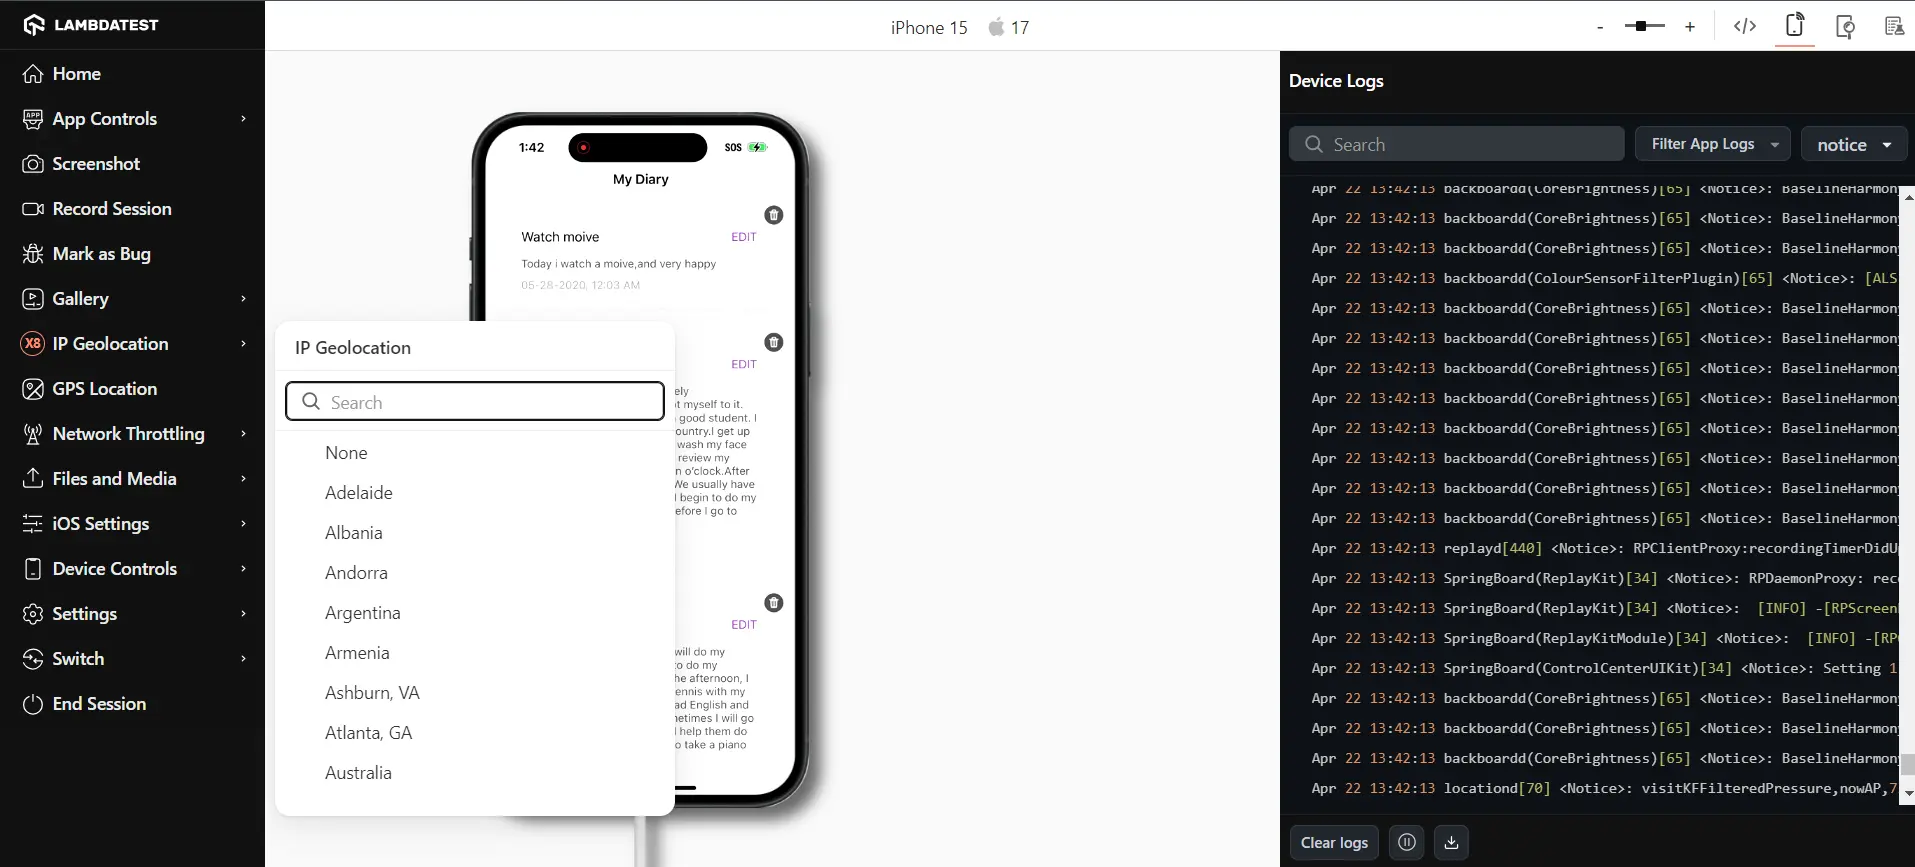 LAMBDATEST
iPhone 15 17
- +
Home
App Controls
Screenshot
Record Session
Mark as Bug
Gallery
X8 IP Geolocation
GPS Location
Network Throttling
Files and Media
iOS Settings
Device Controls
Settings
Switch
End Session
1:42 SOS
My Diary
Watch moive EDIT
Today i watch a moive,and very happy
05-28-2020, 12:03 AM
EDIT
ely
t myself to it.
good student. I
ountry.I get up
wash my face
review my
n o'clock.After
We usually have
I begin to do my
efore I go to
EDIT
will do my
to do my
he afternoon, I
ennis with my
ad English and
netimes I will go
help them do
o take a piano
IP Geolocation
Search
None
Adelaide
Albania
Andorra
Argentina
Armenia
Ashburn, VA
Atlanta, GA
Australia
Device Logs
Search Filter App Logs notice
Apr 22 13:42:13 backboardd(CoreBrightness)[65] <Notice>: BaselineHarmony
Apr 22 13:42:13 backboardd(CoreBrightness)[65] <Notice>: BaselineHarmony
Apr 22 13:42:13 backboardd(CoreBrightness)[65] <Notice>: BaselineHarmony
Apr 22 13:42:13 backboardd(ColourSensorFilterPlugin)[65] <Notice>: [ALS
Apr 22 13:42:13 backboardd(CoreBrightness)[65] <Notice>: BaselineHarmony
Apr 22 13:42:13 backboardd(CoreBrightness)[65] <Notice>: BaselineHarmony
Apr 22 13:42:13 backboardd(CoreBrightness)[65] <Notice>: BaselineHarmony
Apr 22 13:42:13 backboardd(CoreBrightness)[65] <Notice>: BaselineHarmony
Apr 22 13:42:13 backboardd(CoreBrightness)[65] <Notice>: BaselineHarmony
Apr 22 13:42:13 backboardd(CoreBrightness)[65] <Notice>: BaselineHarmony
Apr 22 13:42:13 backboardd(CoreBrightness)[65] <Notice>: BaselineHarmony
Apr 22 13:42:13 backboardd(CoreBrightness)[65] <Notice>: BaselineHarmony
Apr 22 13:42:13 replayd[440] <Notice>: RPClientProxy:recordingTimerDidU
Apr 22 13:42:13 SpringBoard(ReplayKit)[34] <Notice>: RPDaemonProxy: rec
Apr 22 13:42:13 SpringBoard(ReplayKit)[34] <Notice>: [INFO] -[RPScreen
Apr 22 13:42:13 SpringBoard(ReplayKitModule)[34] <Notice>: [INFO] -[RP
Apr 22 13:42:13 SpringBoard(ControlCenterUIKit)[34] <Notice>: Setting 1
Apr 22 13:42:13 backboardd(CoreBrightness)[65] <Notice>: BaselineHarmony
Apr 22 13:42:13 backboardd(CoreBrightness)[65] <Notice>: BaselineHarmony
Apr 22 13:42:13 backboardd(CoreBrightness)[65] <Notice>: BaselineHarmony
Apr 22 13:42:13 locationd[70] <Notice>: visitKFFilteredPressure,nowAP,7
Clear logs